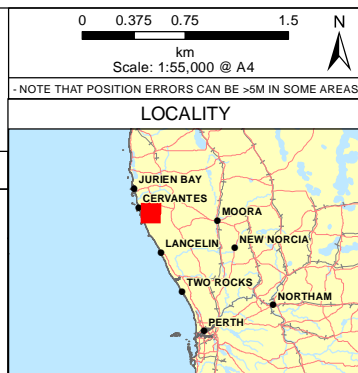 0 0.375 0.75 1.5
N
km
Scale: 1:55,000 @ A4
- NOTE THAT POSITION ERRORS CAN BE >5M IN SOME AREAS
LOCALITY
JURIEN BAY
CERVANTES
MOORA
NEW NORCIA
LANCELIN
TWO ROCKS
NORTHAM
PERTH